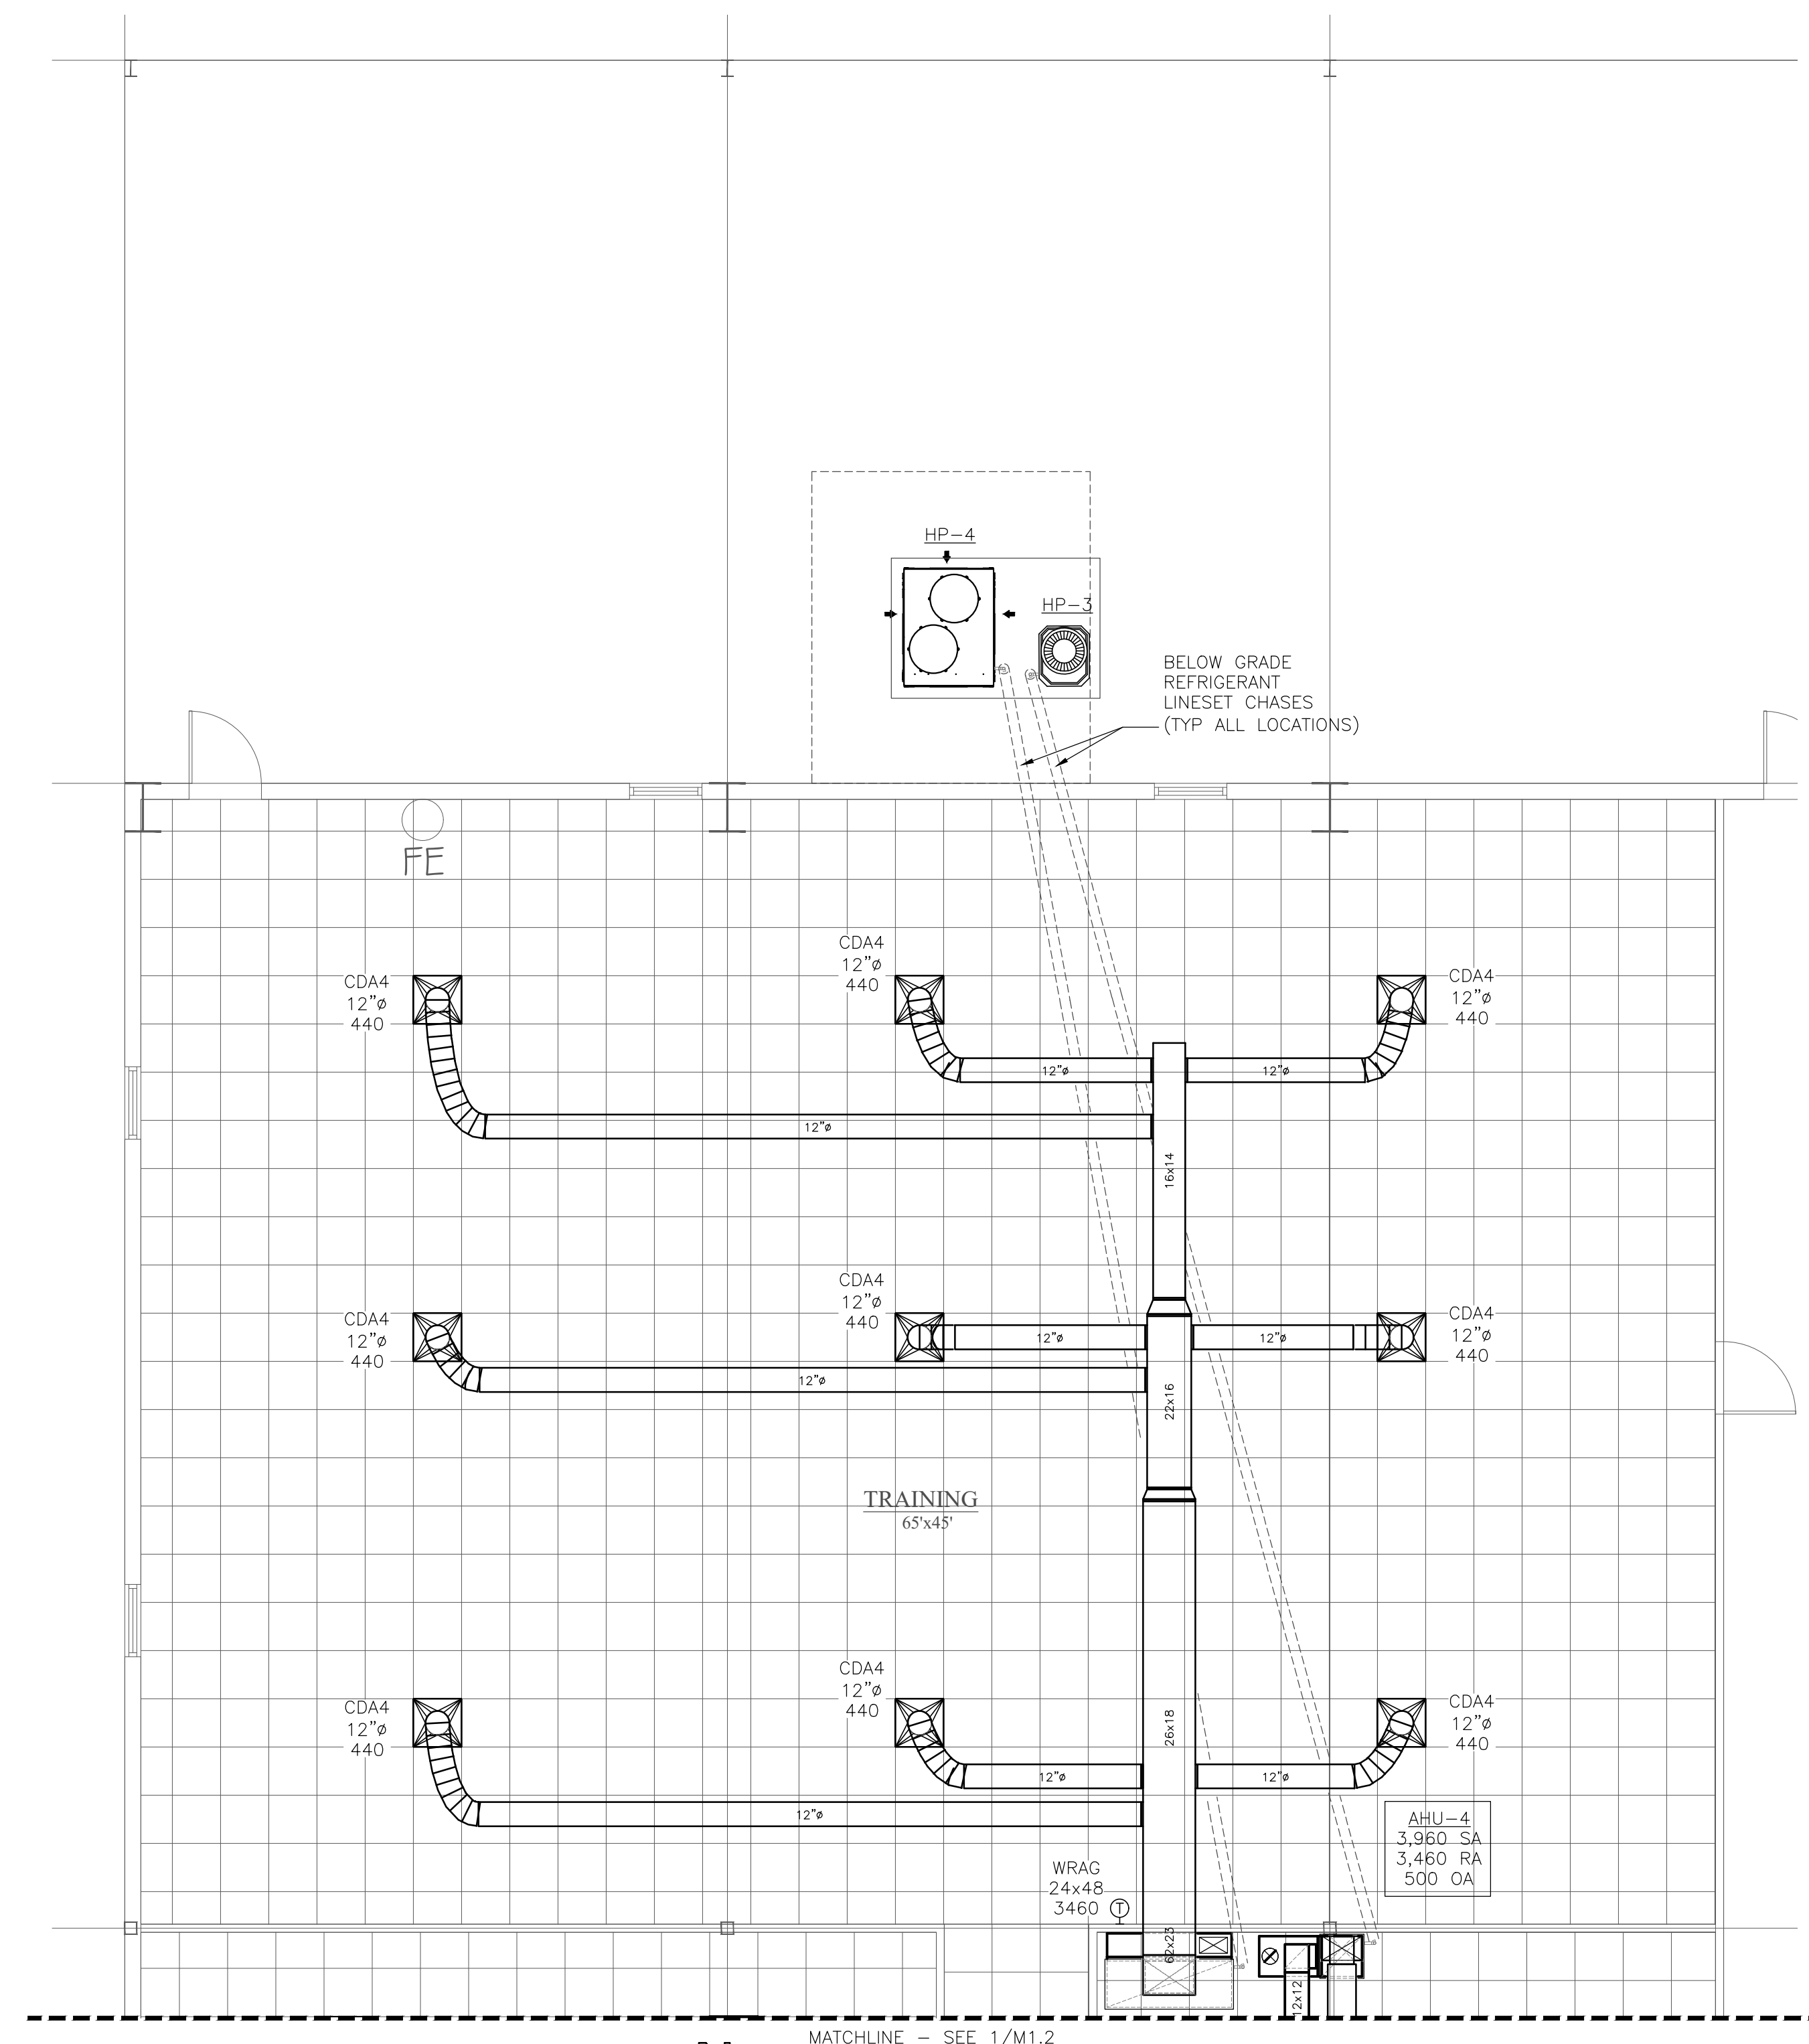 HP-4
HP-3
BELOW GRADE
REFRIGERANT
LINESET CHASES
(TYP ALL LOCATIONS)
FE
CDA4
12"ø
440
CDA4
12"ø
440
CDA4
12"ø
440
12"ø
12"ø
12"ø
16x14
CDA4
12"ø
440
CDA4
12"ø
440
CDA4
12"ø
440
12"ø
12"ø
12"ø
22x16
TRAINING
65'x45'
CDA4
12"ø
440
CDA4
12"ø
440
CDA4
12"ø
440
26x18
12"ø
12"ø
12"ø
AHU-4
3,960 SA
3,460 RA
500 OA
WRAG
24x48
3460
T
62x23
12x12
MATCHLINE - SEE 1/M1.2